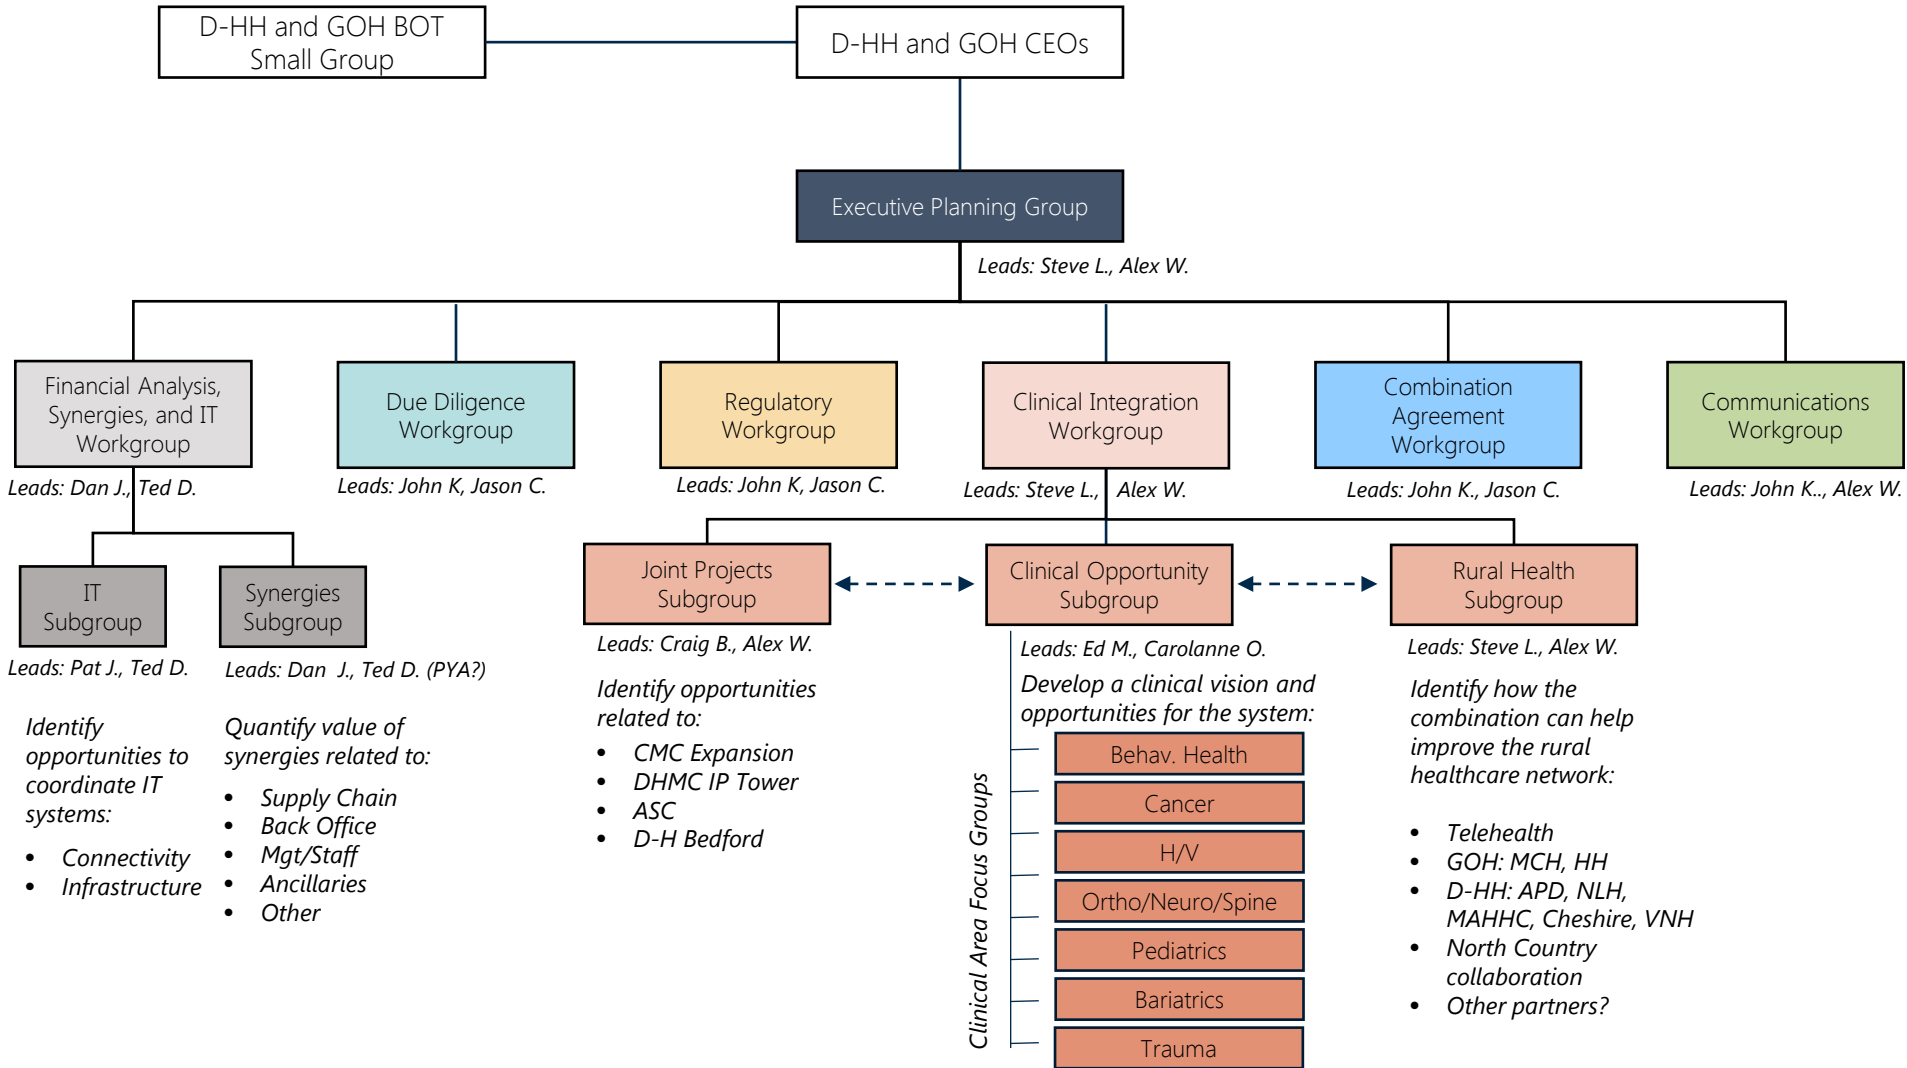 D-HH and GOH BOT
Small Group
D-HH and GOH CEOs
Executive Planning Group
Leads: Steve L., Alex W.
Financial Analysis,
Synergies, and IT
Workgroup
Leads: Dan J., Ted D.
Due Diligence
Workgroup
Leads: John K, Jason C.
Regulatory
Workgroup
Leads: John K, Jason C.
Clinical Integration
Workgroup
Leads: Steve L., Alex W.
Combination
Agreement
Workgroup
Leads: John K., Jason C.
Communications
Workgroup
Leads: John K.., Alex W.
IT
Subgroup
Leads: Pat J., Ted D.
Identify
opportunities to
coordinate IT
systems:
• Connectivity
• Infrastructure
Synergies
Subgroup
Leads: Dan J., Ted D. (PYA?)
Quantify value of
synergies related to:
• Supply Chain
• Back Office
• Mgt/Staff
• Ancillaries
• Other
Joint Projects
Subgroup
Leads: Craig B., Alex W.
Identify opportunities
related to:
• CMC Expansion
• DHMC IP Tower
• ASC
• D-H Bedford
Clinical Opportunity
Subgroup
Leads: Ed M., Carolanne O.
Develop a clinical vision and
opportunities for the system:
Clinical Area Focus Groups
Behav. Health
Cancer
H/V
Ortho/Neuro/Spine
Pediatrics
Bariatrics
Trauma
Rural Health
Subgroup
Leads: Steve L., Alex W.
Identify how the
combination can help
improve the rural
healthcare network:
• Telehealth
• GOH: MCH, HH
• D-HH: APD, NLH,
MAHHC, Cheshire, VNH
• North Country
collaboration
• Other partners?